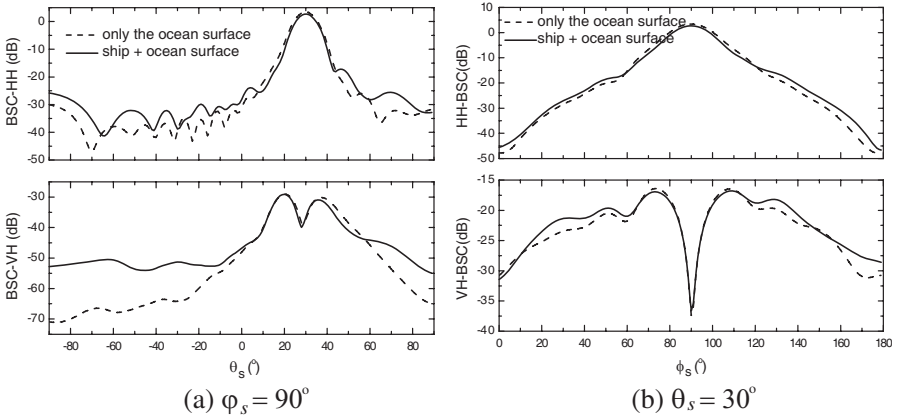 only the ocean surface
ship + ocean surface
BSC-HH (dB)
0
-10
-20
-30
-40
-50
BSC-VH (dB)
-30
-40
-50
-60
-70
-80 -60 -40 -20 0 20 40 60 80
θs (°)
(a) φs = 90°
only the ocean surface
ship + ocean surface
HH-BSC(dB)
10
0
-10
-20
-30
-40
-50
VH-BSC(dB)
-15
-20
-25
-30
-35
-40
0 20 40 60 80 100 120 140 160 180
ϕs (°)
(b) θs = 30°